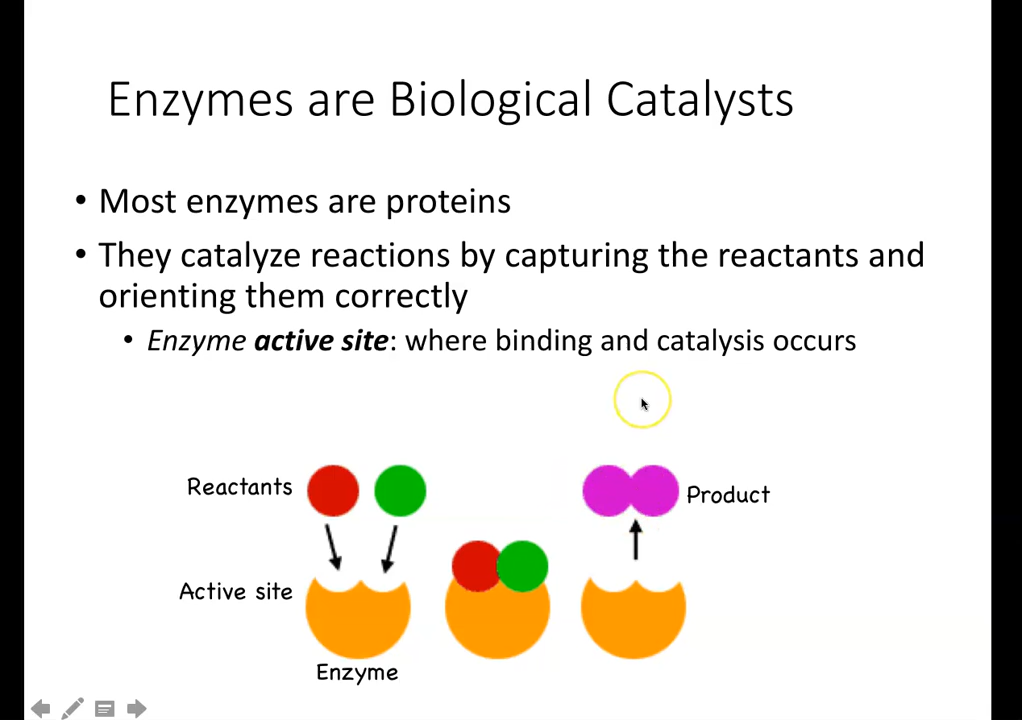 Enzymes are Biological Catalysts
• Most enzymes are proteins
• They catalyze reactions by capturing the reactants and
orienting them correctly
• Enzyme active site: where binding and catalysis occurs
Reactants
Product
Active site
Enzyme